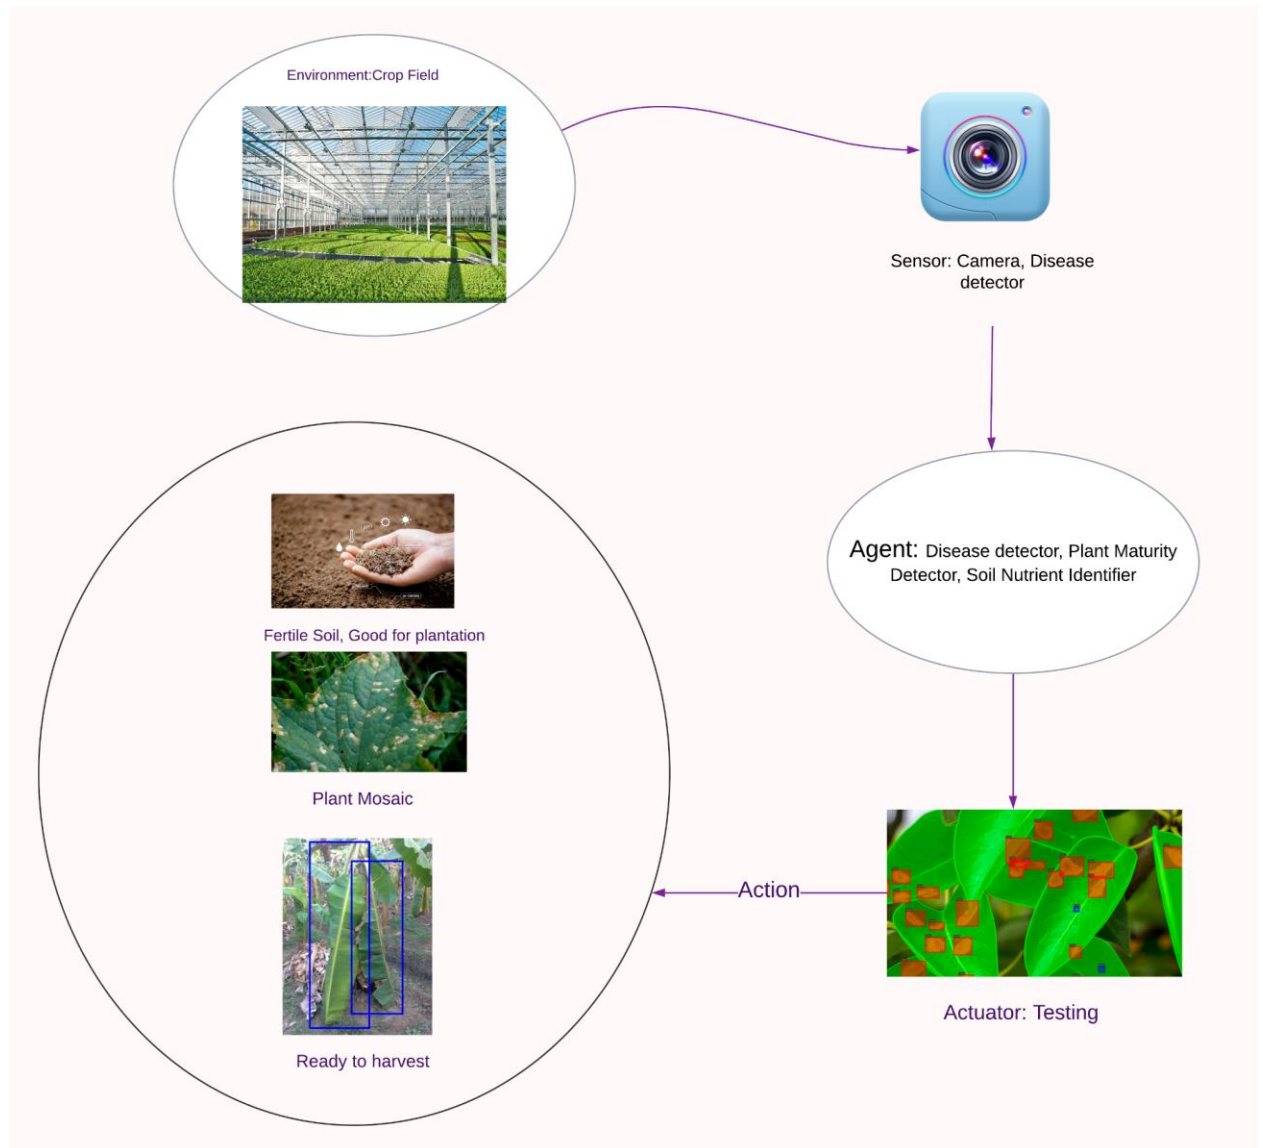 Environment:Crop Field
Sensor: Camera, Disease
detector
Agent: Disease detector, Plant Maturity
Detector, Soil Nutrient Identifier
Fertile Soil, Good for plantation
Plant Mosaic
Action
Actuator: Testing
Ready to harvest